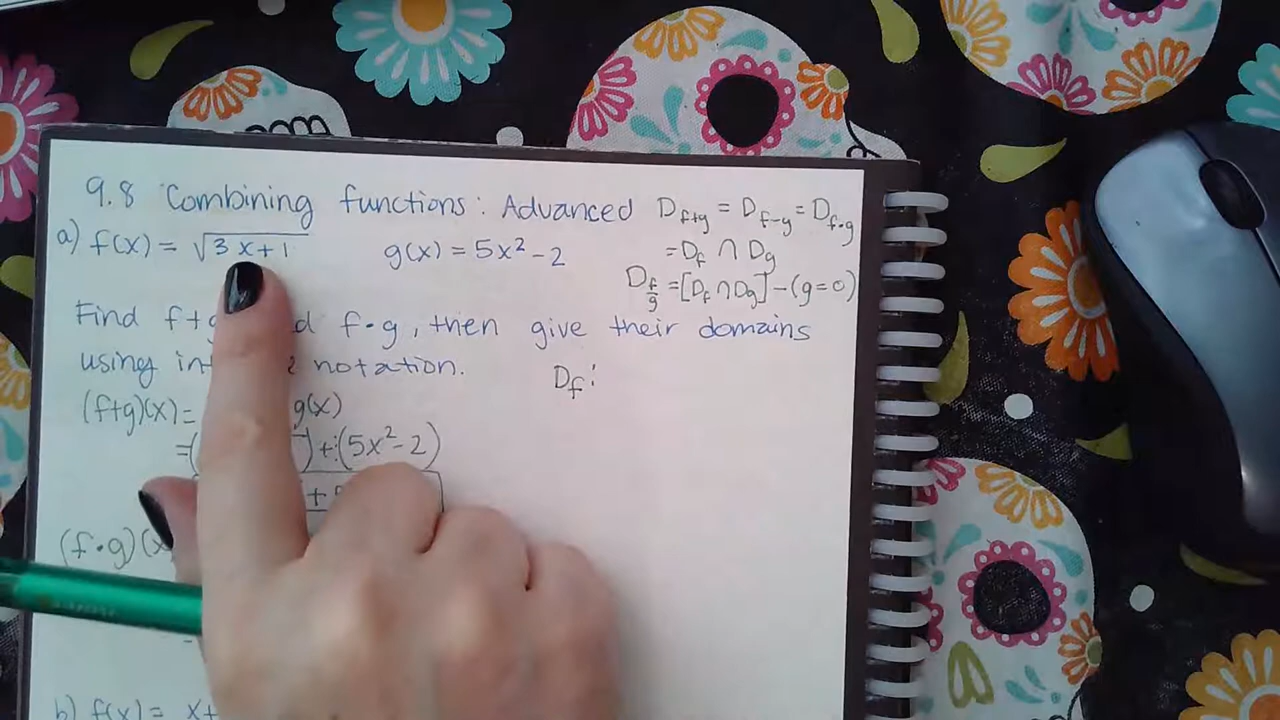 9.8 Combining functions: Advanced D_{f+g} = D_{f-g} = D_{f•g}
= D_f ∩ D_g
a) f(x) = √(3x+1) g(x) = 5x² - 2
D_{f/g} = [D_f ∩ D_g] - (g=0)
Find f+ f•g, then give their domains
using notation.
D_f:
(f+g)(x)= g(x)
=( ) + (5x²-2)
+
(f•g)(x
b) f(x) = x+